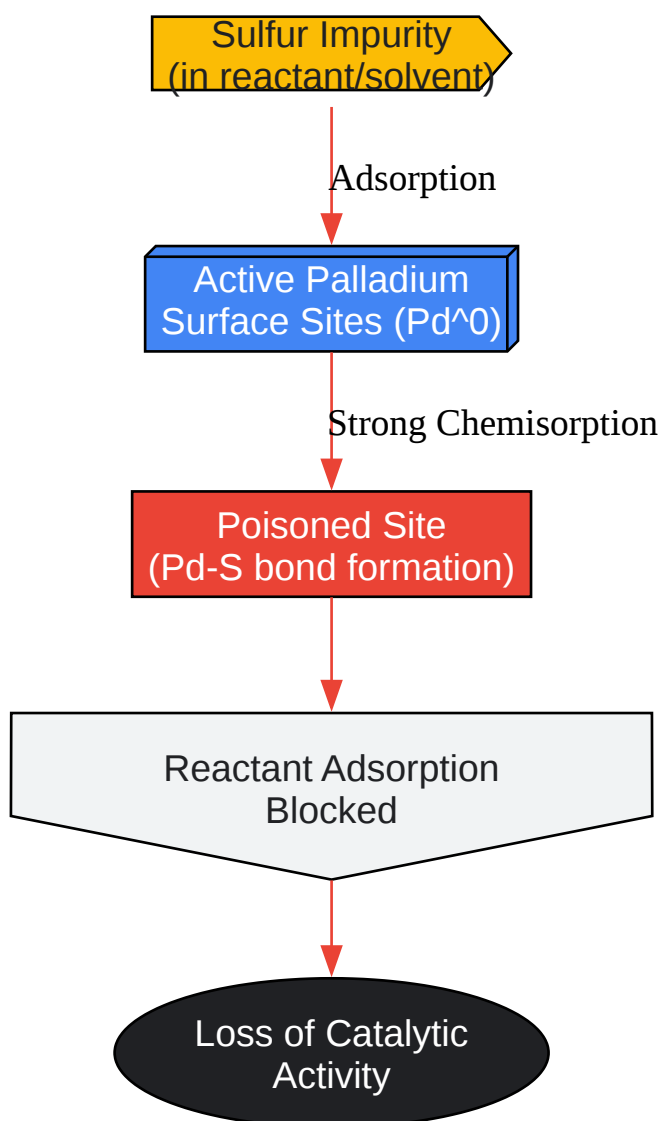 Sulfur Impurity
(in reactant/solvent)
Adsorption
Active Palladium
Surface Sites (Pd^0)
Strong Chemisorption
Poisoned Site
(Pd-S bond formation)
Reactant Adsorption
Blocked
Loss of Catalytic
Activity